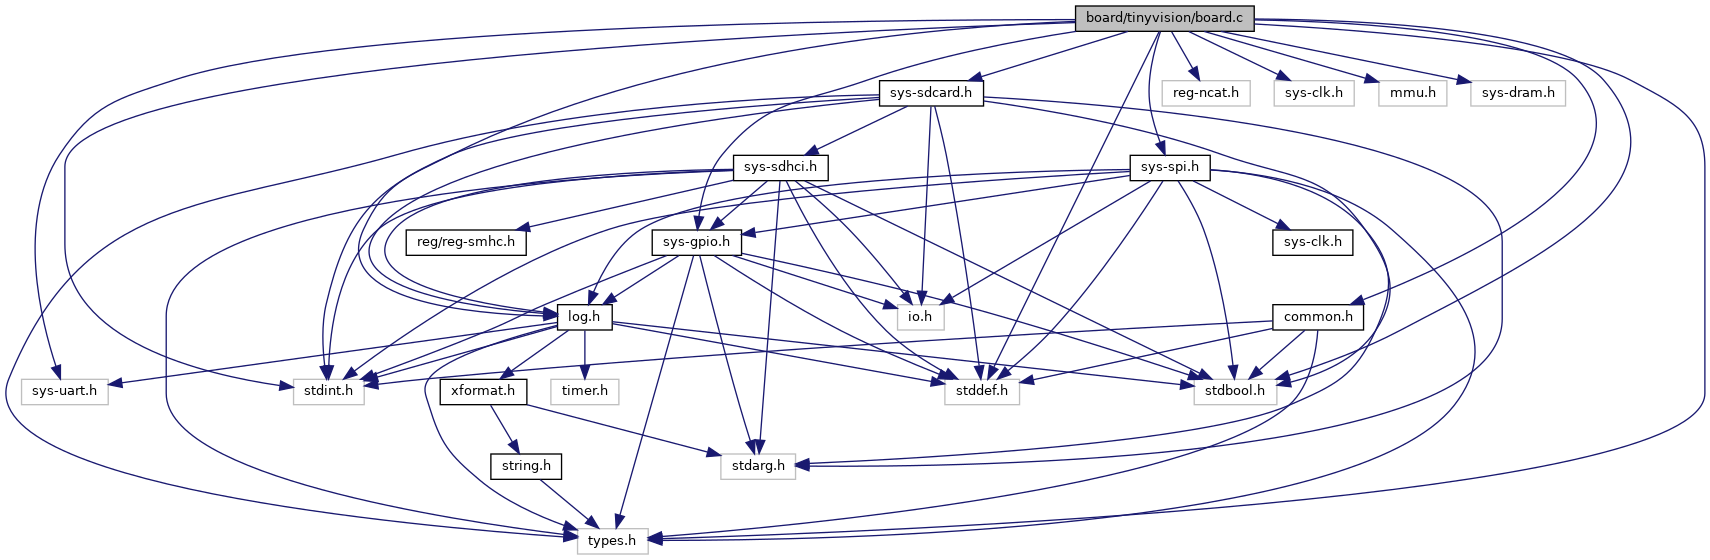 board/tinyvision/board.c
sys-sdcard.h
reg-ncat.h
sys-clk.h
mmu.h
sys-dram.h
sys-sdhci.h
sys-spi.h
reg/reg-smhc.h
sys-gpio.h
sys-clk.h
log.h
io.h
common.h
sys-uart.h
stdint.h
xformat.h
timer.h
stddef.h
stdbool.h
string.h
stdarg.h
types.h